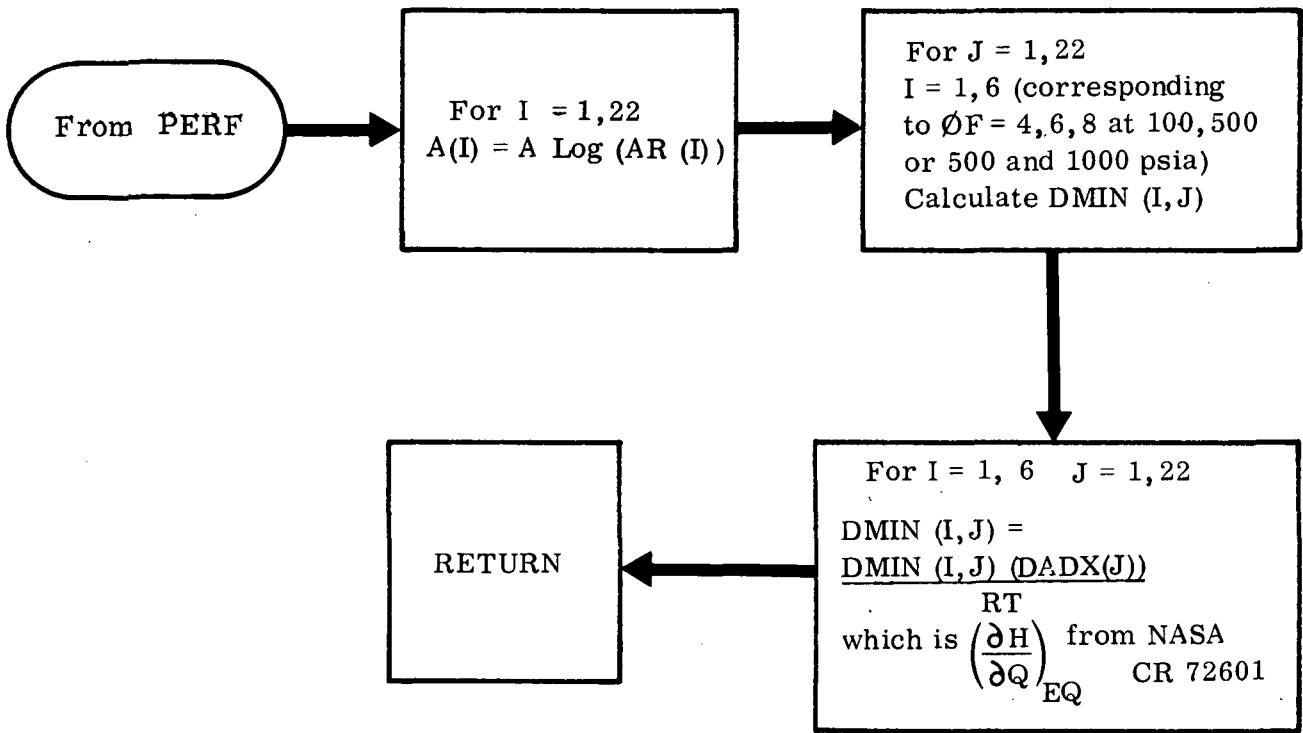 From PERF
For I = 1,22
A(I) = A Log (AR (I))
For J = 1,22
I = 1,6 (corresponding
to ØF = 4,6,8 at 100,500
or 500 and 1000 psia)
Calculate DMIN (I,J)
For I = 1, 6 J = 1,22
DMIN (I,J) =
DMIN (I,J) (DADX(J))
RT
which is (∂H/∂Q)EQ from NASA
CR 72601
RETURN